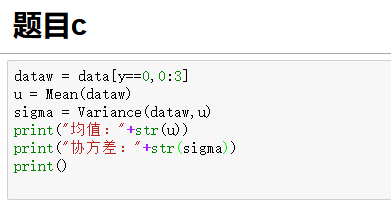 题目c
dataw = data[y==0,0:3]
u = Mean(dataw)
sigma = Variance(dataw,u)
print("均值："+str(u))
print("协方差："+str(sigma))
print()